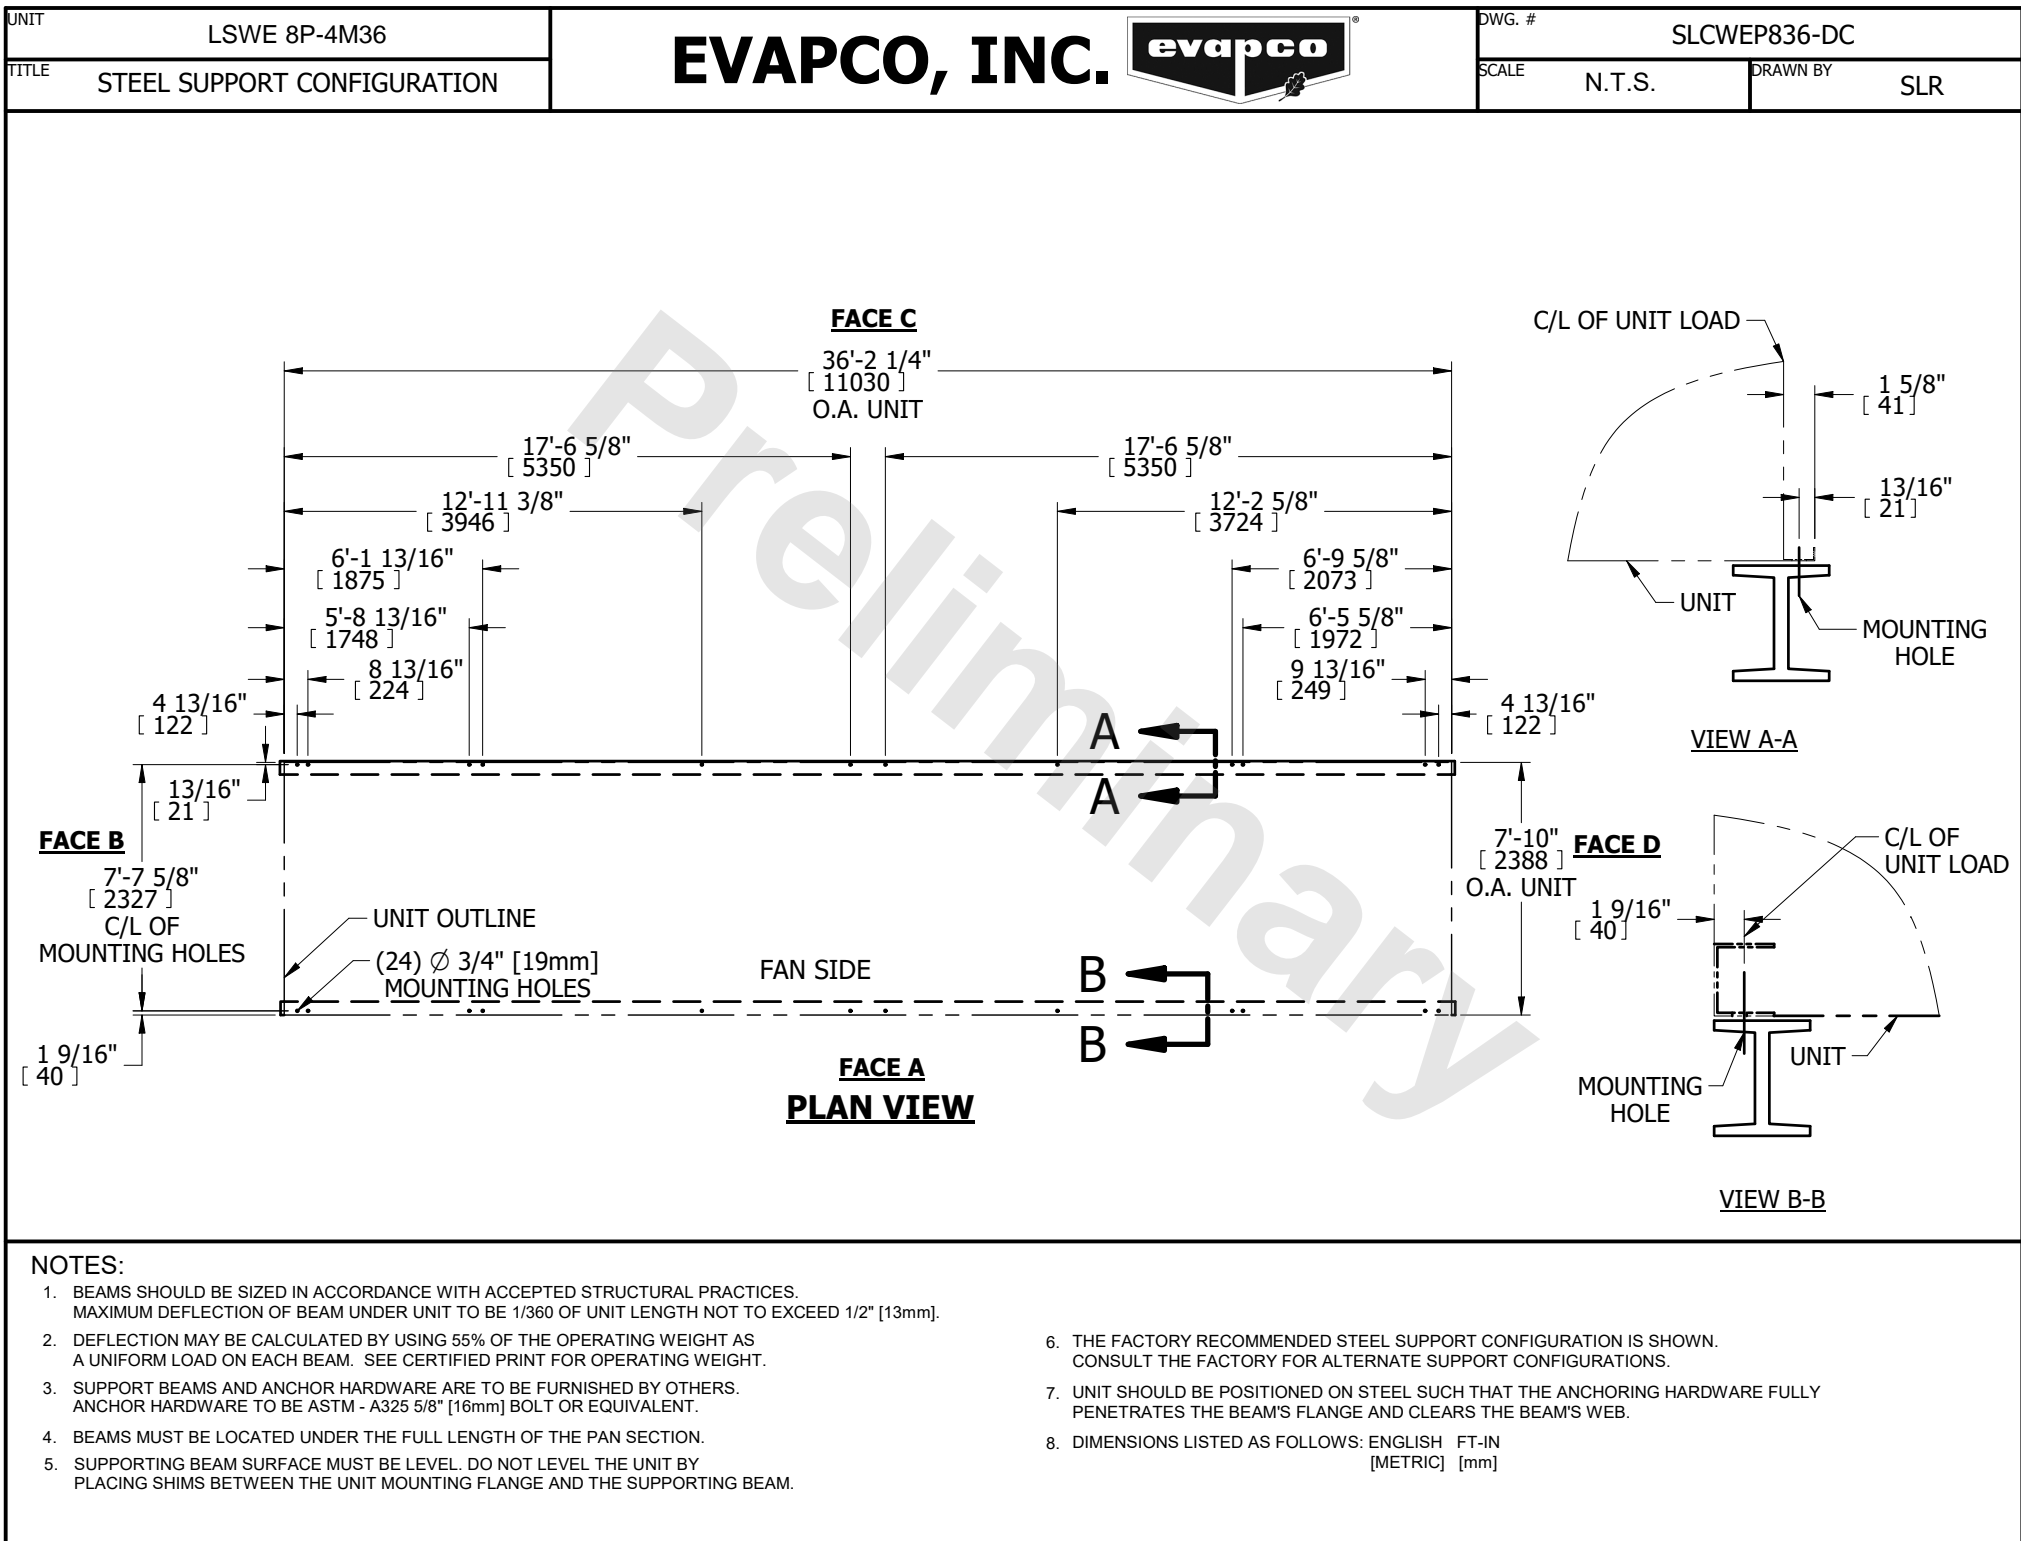 UNIT
LSWE 8P-4M36
TITLE
STEEL SUPPORT CONFIGURATION
EVAPCO, INC.
evapco
®
DWG. #
SLCWEP836-DC
SCALE
N.T.S.
DRAWN BY
SLR
Preliminary
FACE C
36'-2 1/4"
[ 11030 ]
O.A. UNIT
17'-6 5/8"
[ 5350 ]
17'-6 5/8"
[ 5350 ]
12'-11 3/8"
[ 3946 ]
12'-2 5/8"
[ 3724 ]
6'-1 13/16"
[ 1875 ]
6'-9 5/8"
[ 2073 ]
5'-8 13/16"
[ 1748 ]
6'-5 5/8"
[ 1972 ]
8 13/16"
[ 224 ]
9 13/16"
[ 249 ]
4 13/16"
[ 122 ]
4 13/16"
[ 122 ]
A
A
13/16"
[ 21 ]
FACE B
7'-7 5/8"
[ 2327 ]
C/L OF
MOUNTING HOLES
UNIT OUTLINE
(24) Ø 3/4" [19mm]
MOUNTING HOLES
FAN SIDE
B
B
7'-10"
[ 2388 ]
O.A. UNIT
FACE D
1 9/16"
[ 40 ]
FACE A
PLAN VIEW
C/L OF UNIT LOAD
1 5/8"
[ 41 ]
13/16"
[ 21 ]
UNIT
MOUNTING
HOLE
VIEW A-A
C/L OF
UNIT LOAD
1 9/16"
[ 40 ]
UNIT
MOUNTING
HOLE
VIEW B-B
NOTES:
1. BEAMS SHOULD BE SIZED IN ACCORDANCE WITH ACCEPTED STRUCTURAL PRACTICES.
MAXIMUM DEFLECTION OF BEAM UNDER UNIT TO BE 1/360 OF UNIT LENGTH NOT TO EXCEED 1/2" [13mm].
2. DEFLECTION MAY BE CALCULATED BY USING 55% OF THE OPERATING WEIGHT AS
A UNIFORM LOAD ON EACH BEAM. SEE CERTIFIED PRINT FOR OPERATING WEIGHT.
3. SUPPORT BEAMS AND ANCHOR HARDWARE ARE TO BE FURNISHED BY OTHERS.
ANCHOR HARDWARE TO BE ASTM - A325 5/8" [16mm] BOLT OR EQUIVALENT.
4. BEAMS MUST BE LOCATED UNDER THE FULL LENGTH OF THE PAN SECTION.
5. SUPPORTING BEAM SURFACE MUST BE LEVEL. DO NOT LEVEL THE UNIT BY
PLACING SHIMS BETWEEN THE UNIT MOUNTING FLANGE AND THE SUPPORTING BEAM.
6. THE FACTORY RECOMMENDED STEEL SUPPORT CONFIGURATION IS SHOWN.
CONSULT THE FACTORY FOR ALTERNATE SUPPORT CONFIGURATIONS.
7. UNIT SHOULD BE POSITIONED ON STEEL SUCH THAT THE ANCHORING HARDWARE FULLY
PENETRATES THE BEAM'S FLANGE AND CLEARS THE BEAM'S WEB.
8. DIMENSIONS LISTED AS FOLLOWS: ENGLISH FT-IN
[METRIC] [mm]